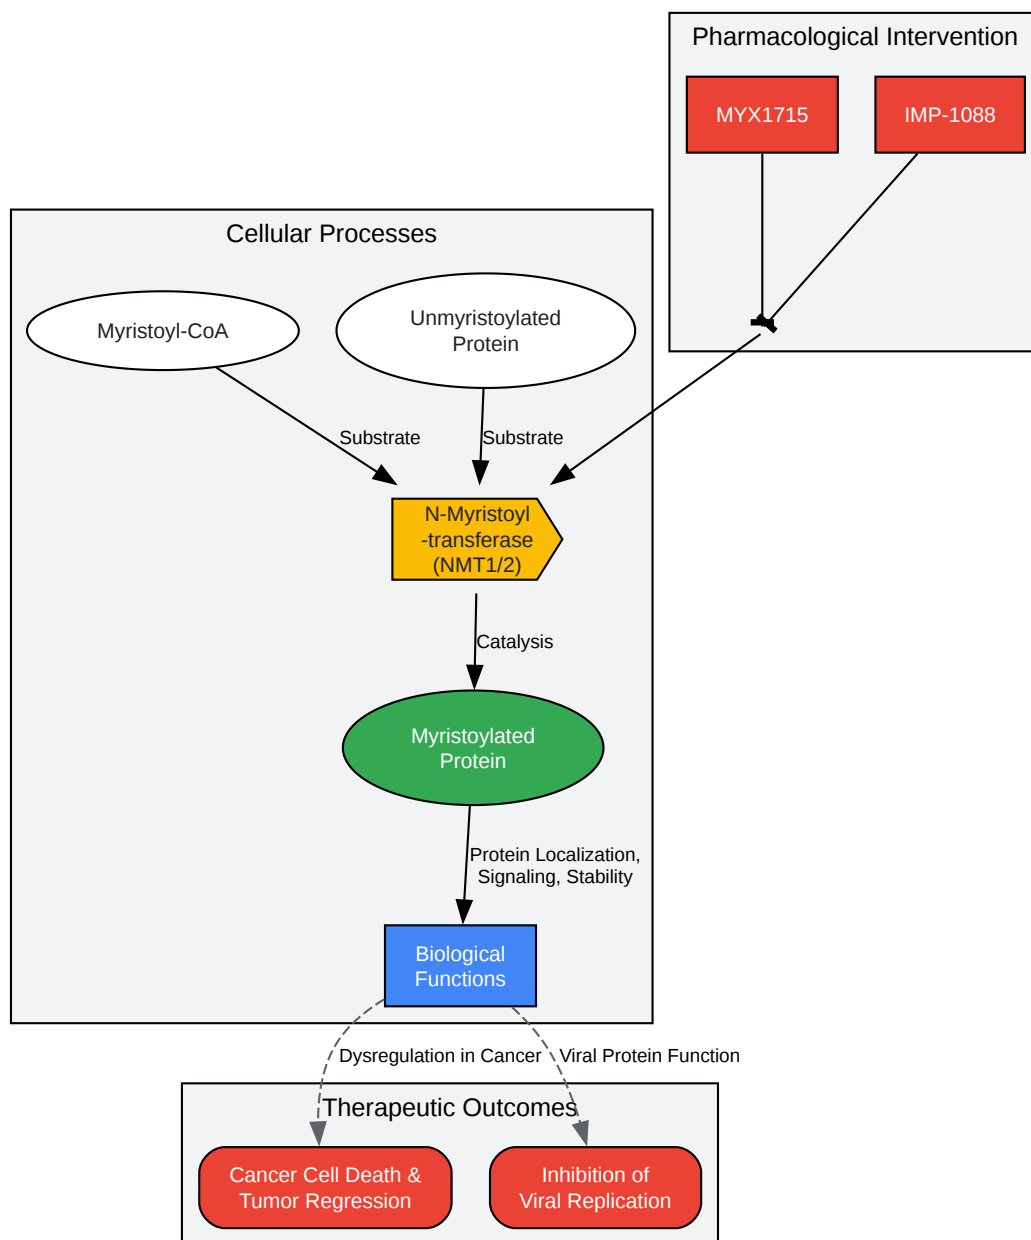 Pharmacological Intervention
MYX1715
IMP-1088
Cellular Processes
Myristoyl-CoA
Unmyristoylated
Protein
Substrate
Substrate
N-Myristoyl
-transferase
(NMT1/2)
Catalysis
Myristoylated
Protein
Protein Localization,
Signaling, Stability
Biological
Functions
Dysregulation in Cancer
Viral Protein Function
Therapeutic Outcomes
Cancer Cell Death &
Tumor Regression
Inhibition of
Viral Replication